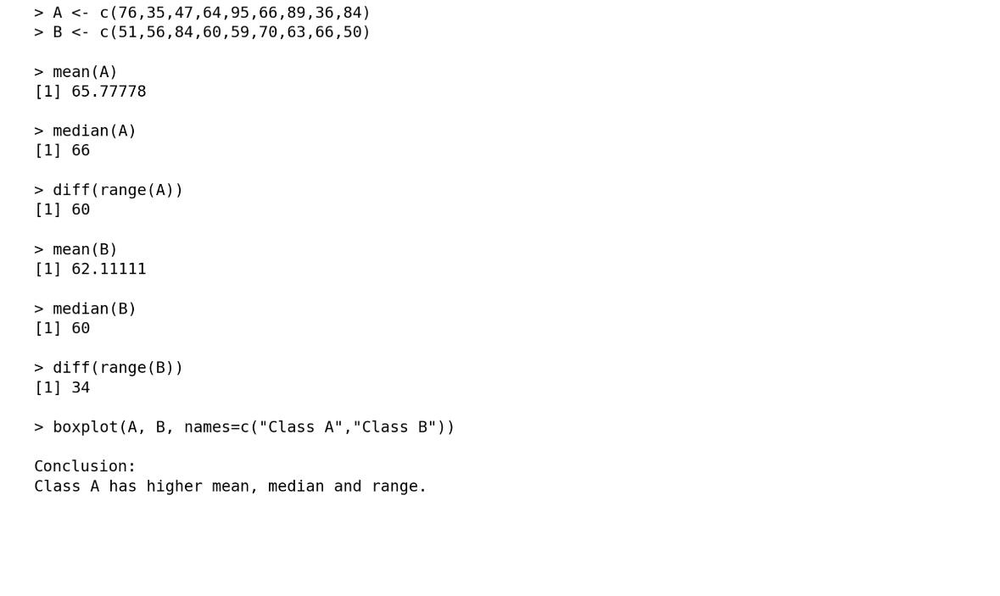 > A <- c(76,35,47,64,95,66,89,36,84)
> B <- c(51,56,84,60,59,70,63,66,50)
> mean(A)
[1] 65.77778
> median(A)
[1] 66
> diff(range(A))
[1] 60
> mean(B)
[1] 62.11111
> median(B)
[1] 60
> diff(range(B))
[1] 34
> boxplot(A, B, names=c("Class A","Class B"))
Conclusion:
Class A has higher mean, median and range.